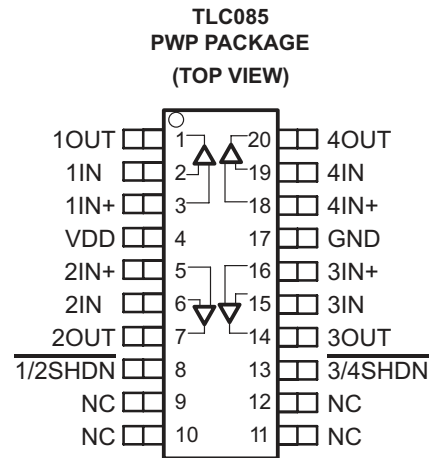 TLC085
PWP PACKAGE
(TOP VIEW)
1OUT 1 20 4OUT
1IN 2 19 4IN
1IN+ 3 18 4IN+
VDD 4 17 GND
2IN+ 5 16 3IN+
2IN 6 15 3IN
2OUT 7 14 3OUT
1/2SHDN 8 13 3/4SHDN
NC 9 12 NC
NC 10 11 NC